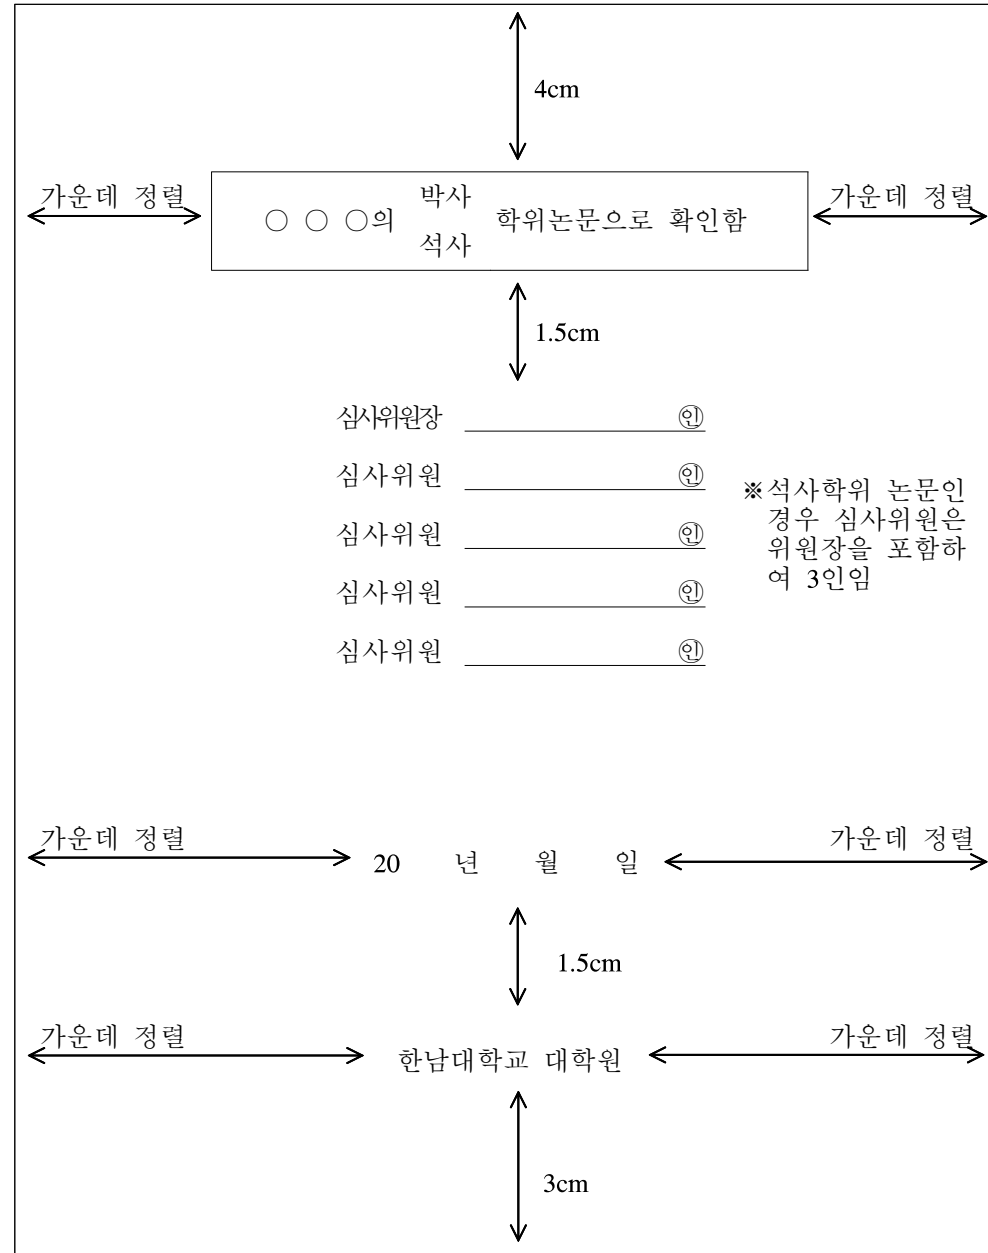 4cm
가운데 정렬
가운데 정렬
박사
○ ○ ○의 학위논문으로 확인함
석사
1.5cm
심사위원장 ㊞
심사위원 ㊞
심사위원 ㊞
심사위원 ㊞
심사위원 ㊞
※석사학위 논문인
경우 심사위원은
위원장을 포함하
여 3인임
가운데 정렬
가운데 정렬
20 년 월 일
1.5cm
가운데 정렬
가운데 정렬
한남대학교 대학원
3cm